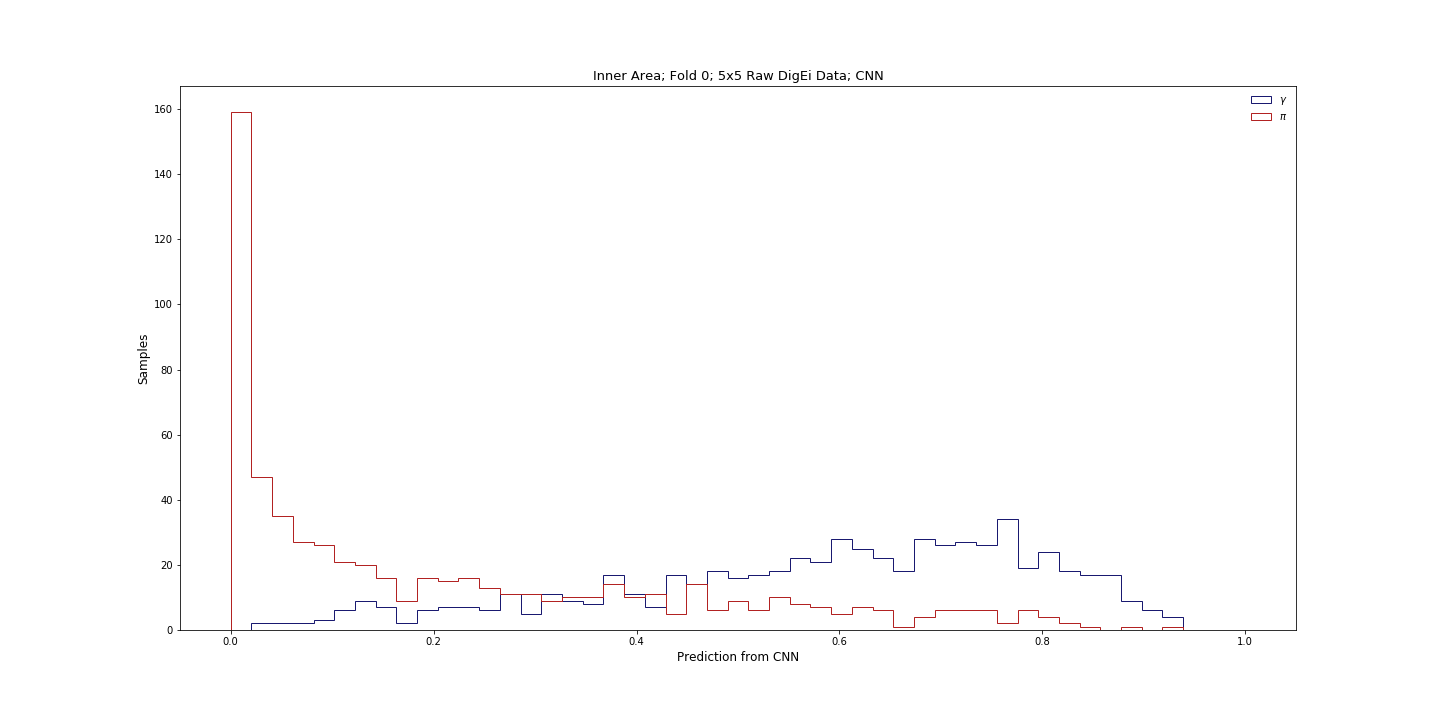 Inner Area; Fold 0; 5x5 Raw DigEi Data; CNN
γ
π
160
140
120
100
80
60
40
20
0
Samples
0.0 0.2 0.4 0.6 0.8 1.0
Prediction from CNN